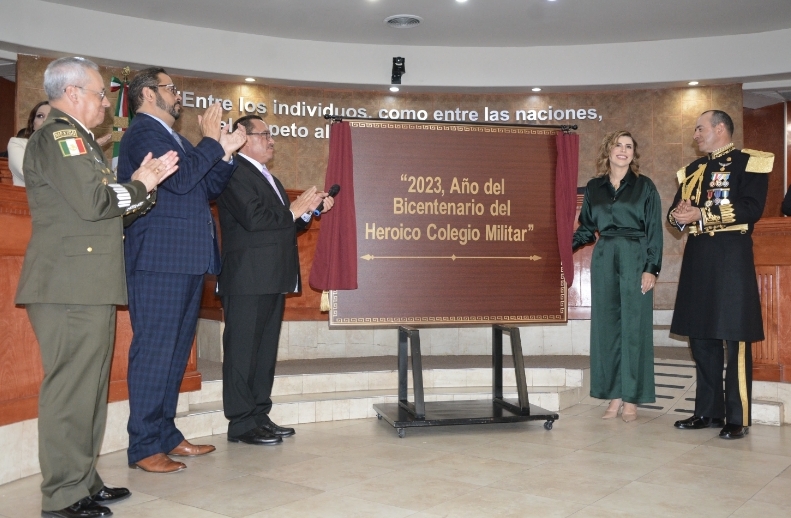 "Entre los individuos, como entre las naciones,
peto al
"2023, Año del
Bicentenario del
Heroico Colegio Militar"